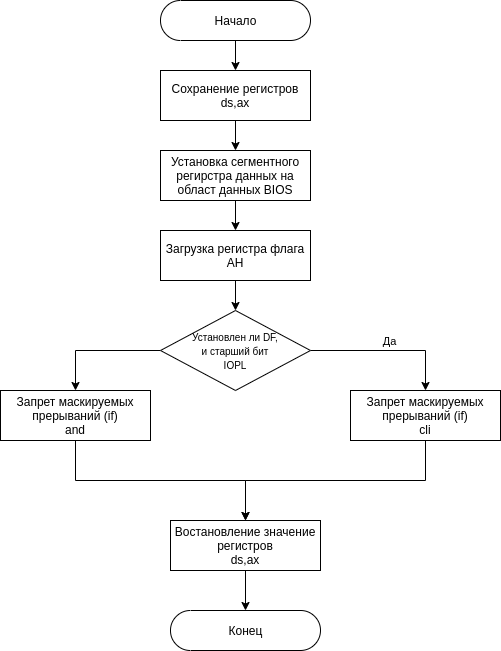 Начало
Сохранение регистров
ds,ax
Установка сегментного
регирстра данных на
област данных BIOS
Загрузка регистра флага
AH
Установлен ли DF,
и старший бит
IOPL
Да
Запрет маскируемых
прерываний (if)
and
Запрет маскируемых
прерываний (if)
cli
Востановление значение
регистров
ds,ax
Конец